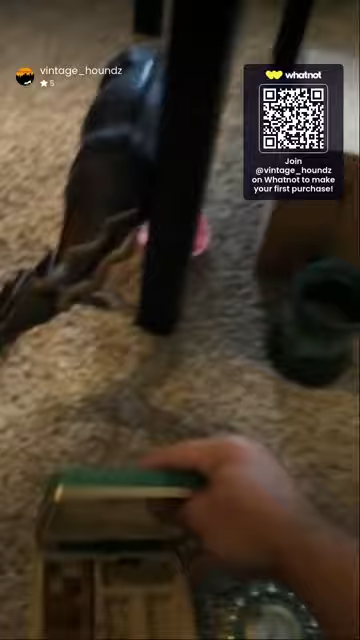 vintage_houndz
★ 5
whatnot
Join
@vintage_houndz
on Whatnot to make
your first purchase!